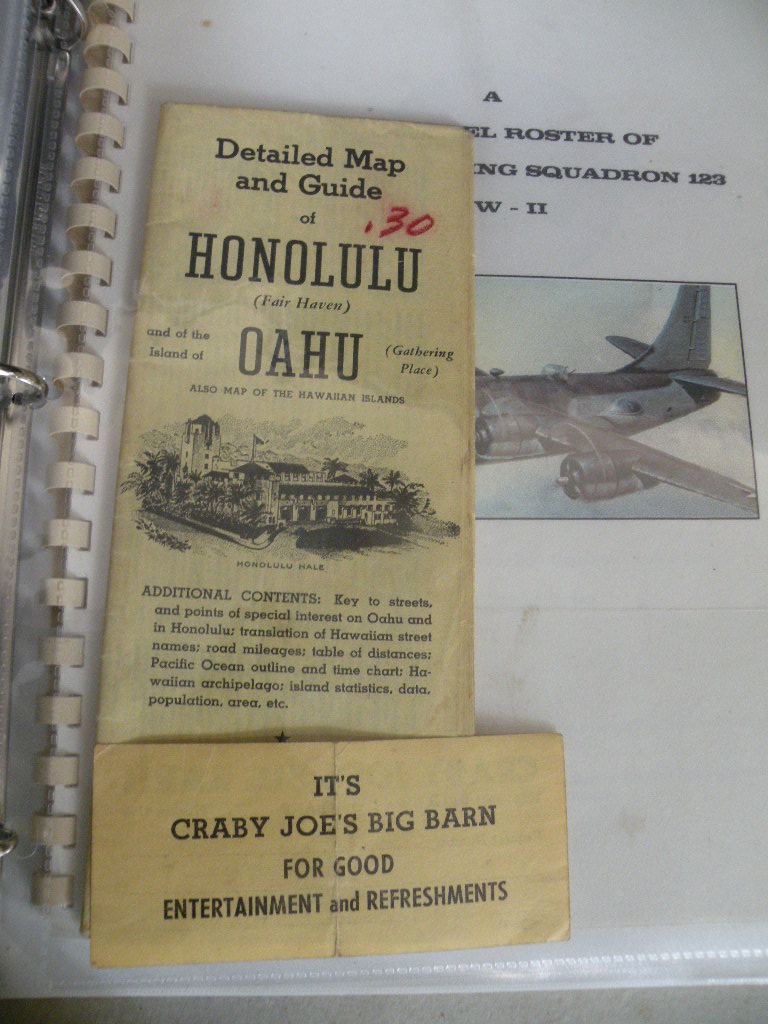 A
EL ROSTER OF
ING SQUADRON 123
W - II
Detailed Map
and Guide
of
.30
HONOLULU
(Fair Haven)
and of the
Island of
OAHU
(Gathering
Place)
ALSO MAP OF THE HAWAIIAN ISLANDS
HONOLULU HALE
ADDITIONAL CONTENTS: Key to streets,
and points of special interest on Oahu and
in Honolulu; translation of Hawaiian street
names; road mileages; table of distances;
Pacific Ocean outline and time chart; Ha-
waiian archipelago; island statistics, data,
population, area, etc.
IT'S
CRABY JOE'S BIG BARN
FOR GOOD
ENTERTAINMENT and REFRESHMENTS